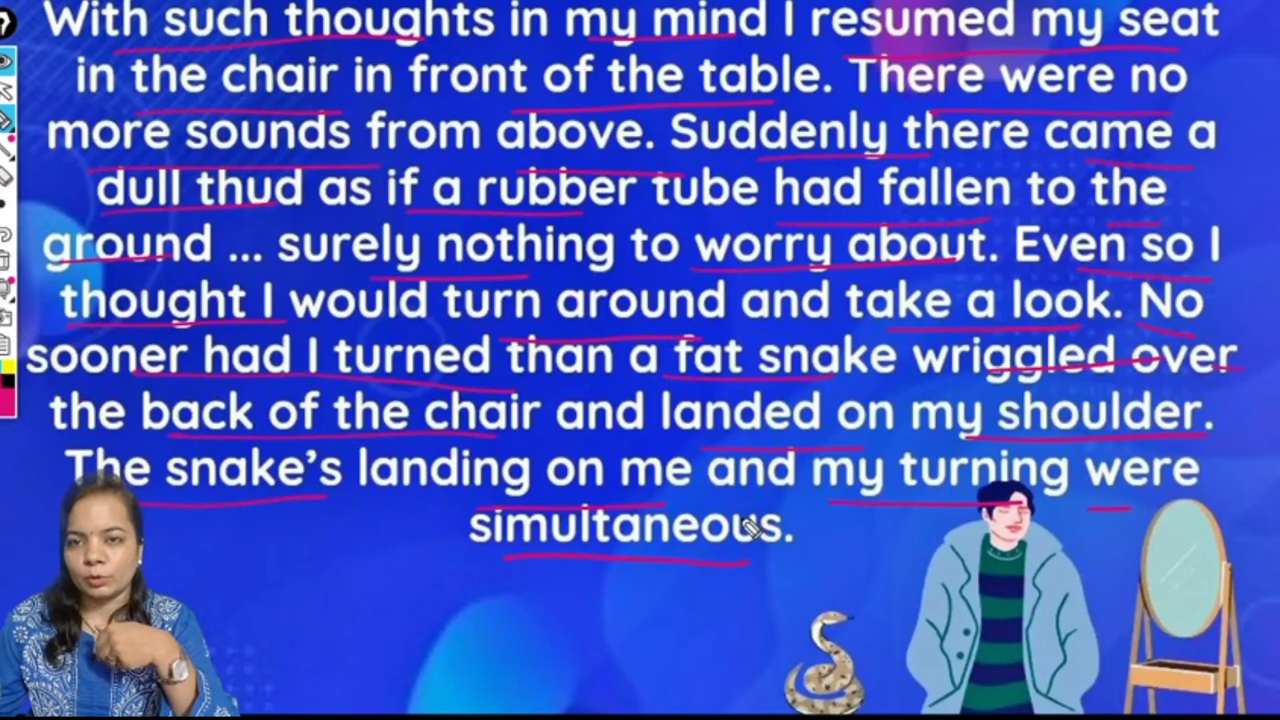 With such thoughts in my mind I resumed my seat
in the chair in front of the table. There were no
more sounds from above. Suddenly there came a
dull thud as if a rubber tube had fallen to the
ground ... surely nothing to worry about. Even so I
thought I would turn around and take a look. No
sooner had I turned than a fat snake wriggled over
the back of the chair and landed on my shoulder.
The snake's landing on me and my turning were
simultaneous.